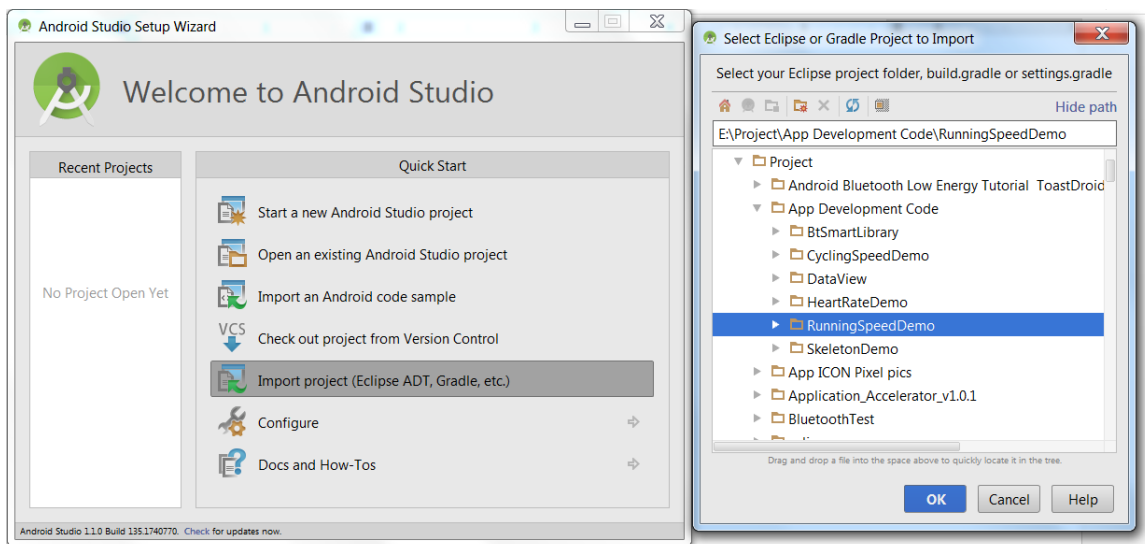 Android Studio Setup Wizard
Welcome to Android Studio
Recent Projects
No Project Open Yet
Quick Start
Start a new Android Studio project
Open an existing Android Studio project
Import an Android code sample
VCS
Check out project from Version Control
Import project (Eclipse ADT, Gradle, etc.)
Configure
Docs and How-Tos
Android Studio 1.1.0 Build 135.1740770. Check for updates now.
Select Eclipse or Gradle Project to Import
Select your Eclipse project folder, build.gradle or settings.gradle
Hide path
E:\Project\App Development Code\RunningSpeedDemo
Project
Android Bluetooth Low Energy Tutorial ToastDroid
App Development Code
BtSmartLibrary
CyclingSpeedDemo
DataView
HeartRateDemo
RunningSpeedDemo
SkeletonDemo
App ICON Pixel pics
Application_Accelerator_v1.0.1
BluetoothTest
Drag and drop a file into the space above to quickly locate it in the tree.
OK Cancel Help